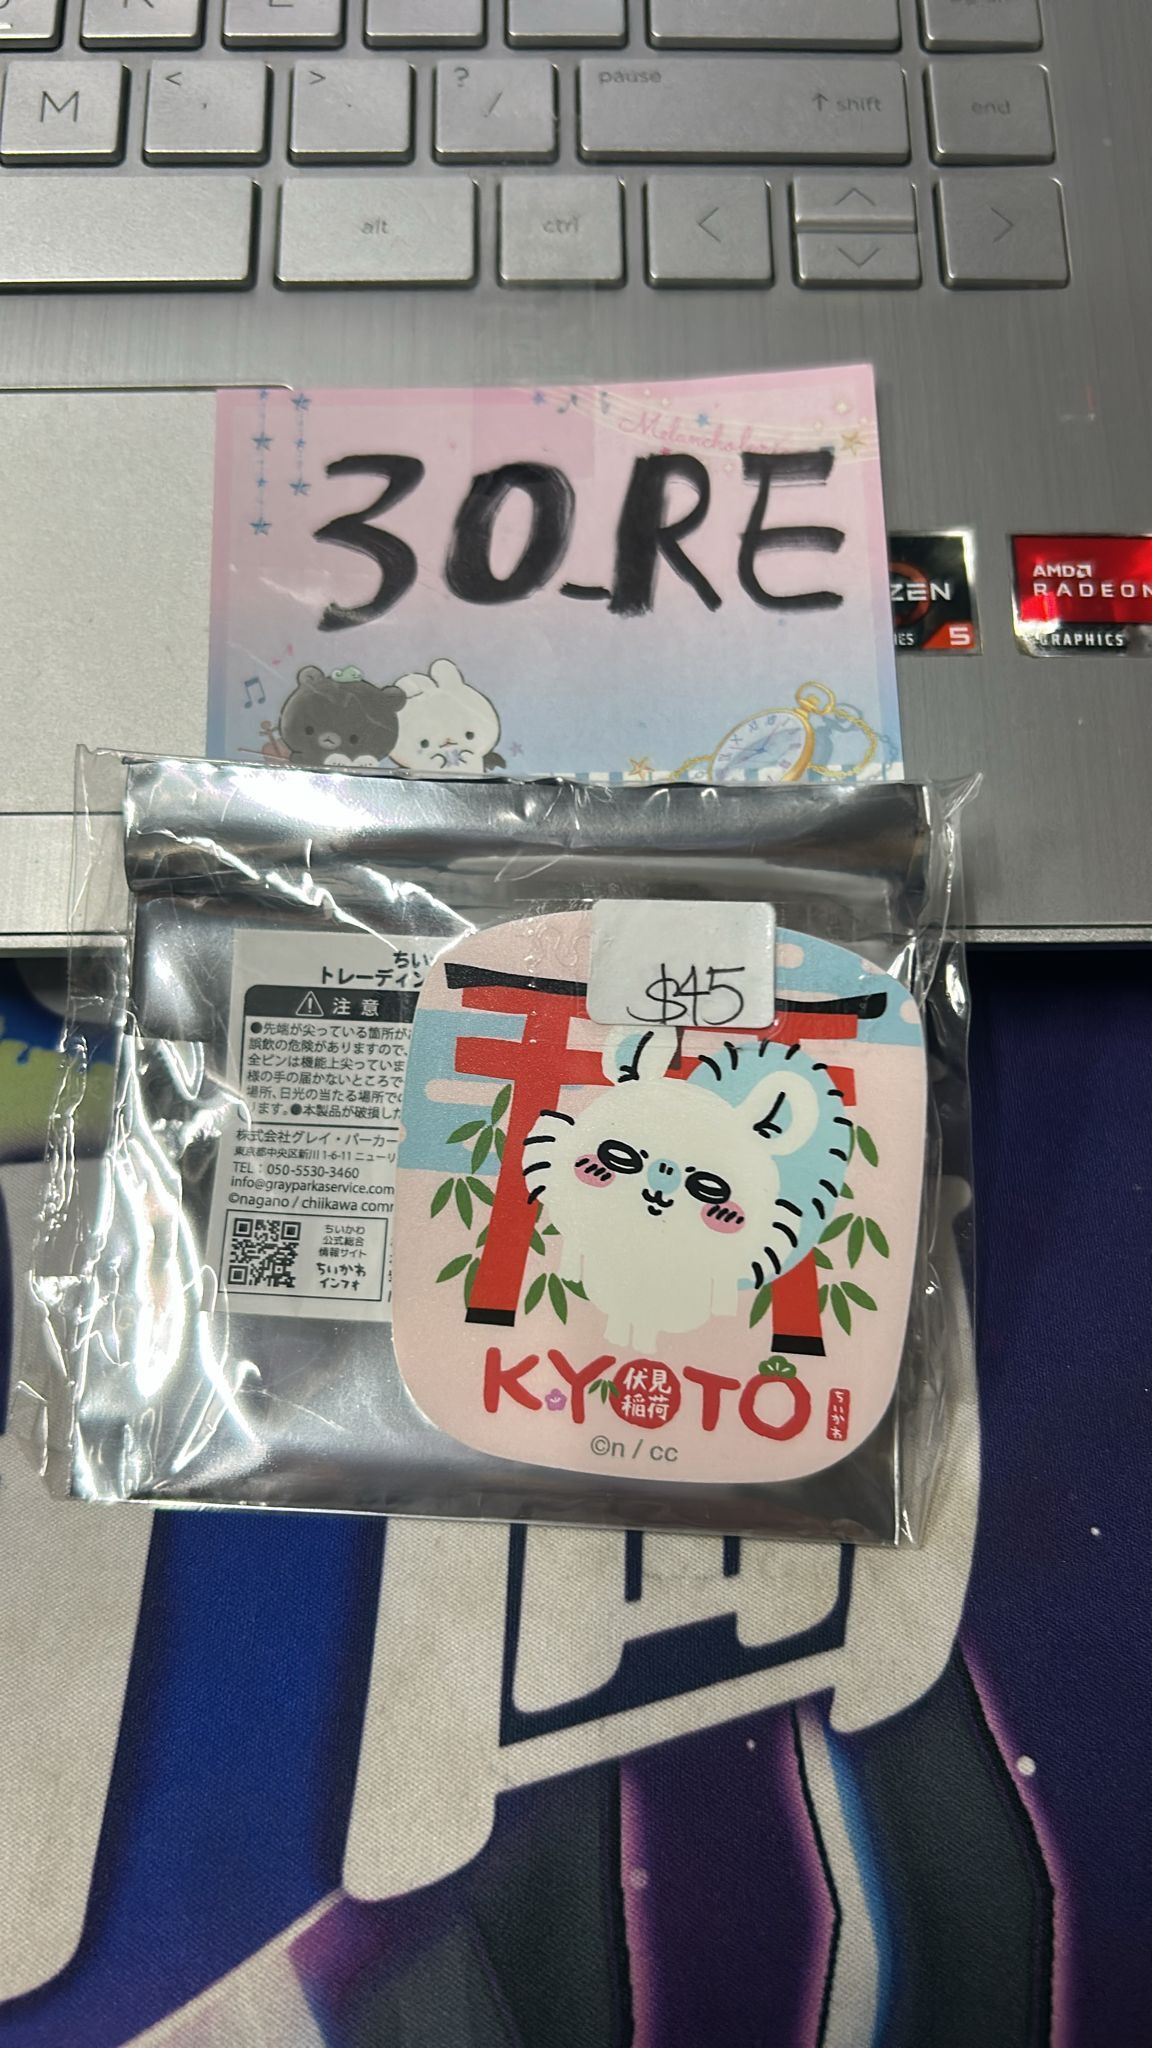 M
<
,
>
.
?
/
pause
↑ shift
end
alt
ctrl
Melancholeric
30_RE
ZEN
5
AMD
RADEON
GRAPHICS
$45
ちい
トレーディン
注意
●先端が尖っている箇所が
誤飲の危険がありますので、
全ピンは機能上尖っていま
様の手の届かないところで
場所、日光の当たる場所で
ります。●本製品が破損した
株式会社グレイ・パーカー
東京都中央区新川1-6-11 ニューリ
TEL：050-5530-3460
info@grayparkaservice.com
©nagano / chiikawa comm
ちいかわ
公式総合
情報サイト
ちいかわ
インフォ
KYOTO
伏見
稲荷
ちいかわ
©n / cc